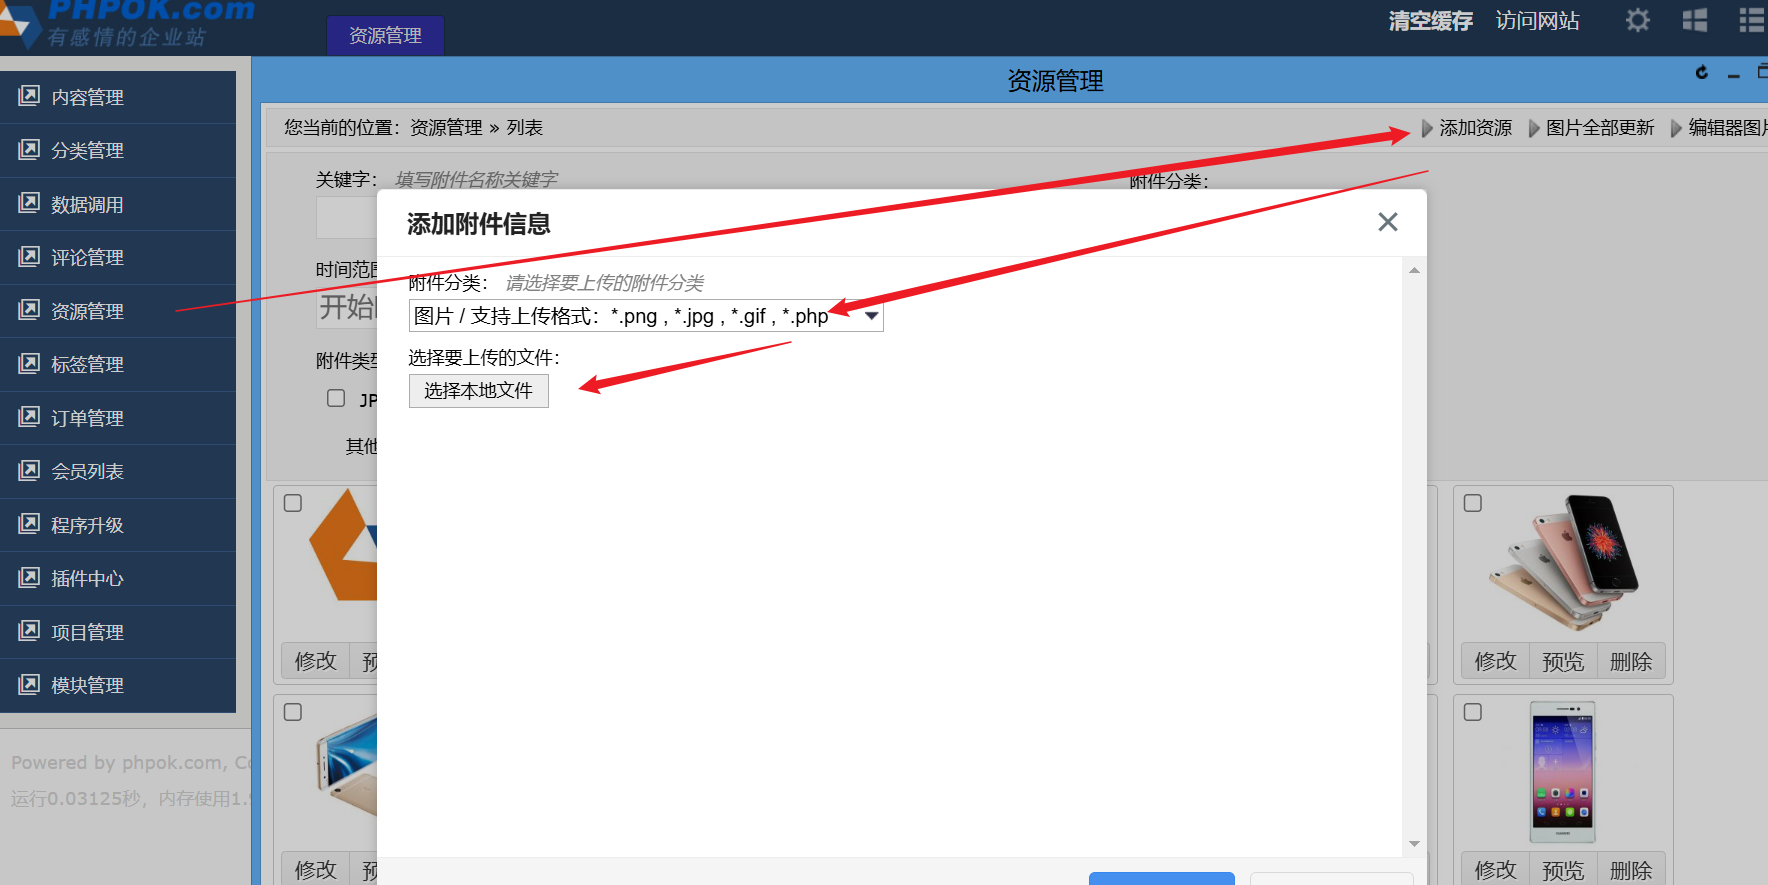 PHPOK.com
有感情的企业站
资源管理
清空缓存
访问网站
内容管理
分类管理
数据调用
评论管理
资源管理
标签管理
订单管理
会员列表
程序升级
插件中心
项目管理
模块管理
Powered by phpok.com, Co
运行0.03125秒，内存使用1.
资源管理
您当前的位置：资源管理 » 列表
添加资源
图片全部更新
编辑器图片
关键字：
填写附件名称关键字
附件分类：
时间范围
开始
附件类型
JP
其他
添加附件信息
附件分类：
请选择要上传的附件分类
图片 / 支持上传格式：*.png , *.jpg , *.gif , *.php
选择要上传的文件：
选择本地文件
修改
预
修改
预览
删除
修改
预
修改
预览
删除